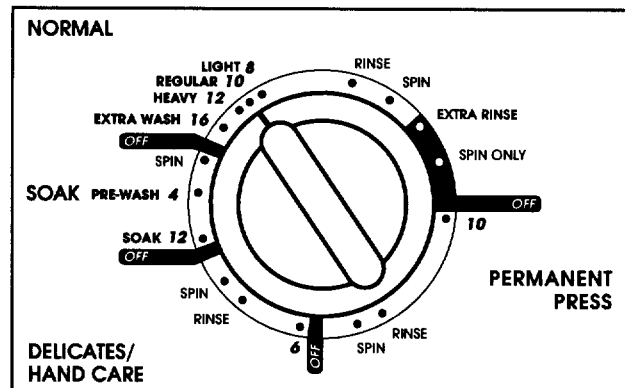 NORMAL
LIGHT 8
REGULAR 10
HEAVY 12
EXTRA WASH 16
OFF
SPIN
SOAK
PRE-WASH 4
SOAK 12
OFF
SPIN
RINSE
DELICATES/
HAND CARE
6
OFF
SPIN
RINSE
PERMANENT
PRESS
10
OFF
SPIN ONLY
EXTRA RINSE
SPIN
RINSE